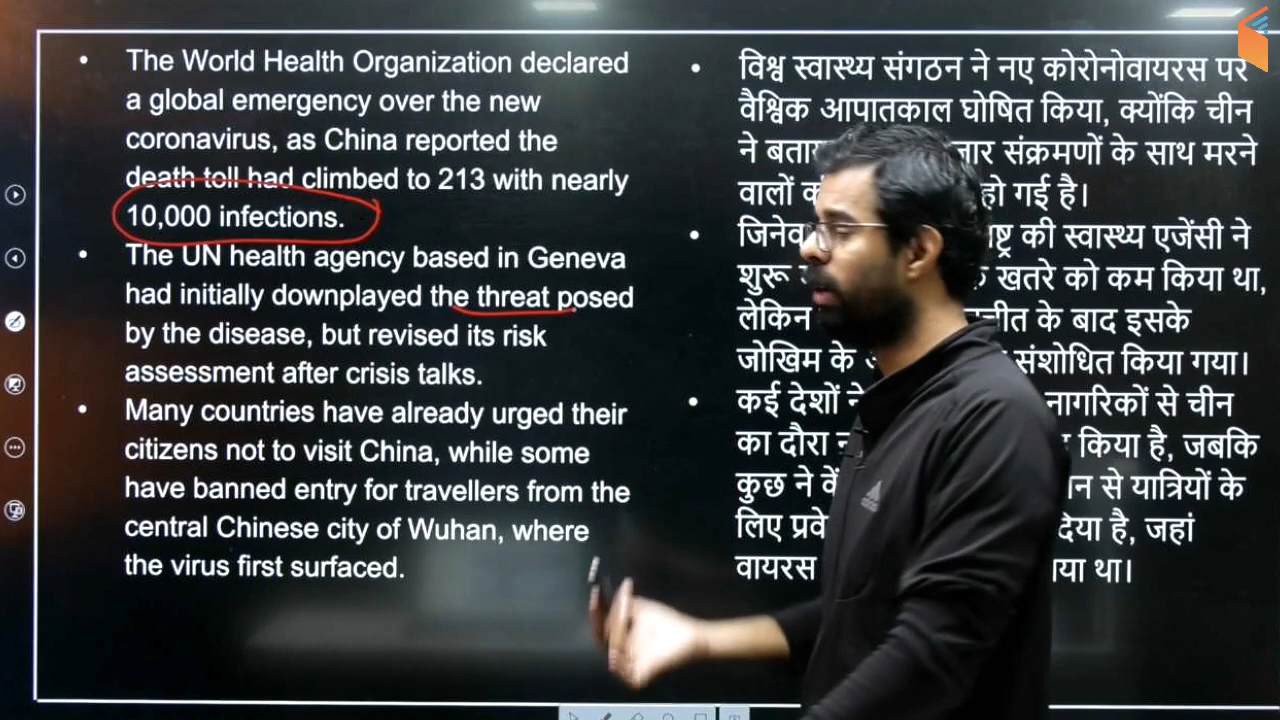 The World Health Organization declared
a global emergency over the new
coronavirus, as China reported the
death toll had climbed to 213 with nearly
10,000 infections.
The UN health agency based in Geneva
had initially downplayed the threat posed
by the disease, but revised its risk
assessment after crisis talks.
Many countries have already urged their
citizens not to visit China, while some
have banned entry for travellers from the
central Chinese city of Wuhan, where
the virus first surfaced.
विश्व स्वास्थ्य संगठन ने नए कोरोनोवायरस पर
वैश्विक आपातकाल घोषित किया, क्योंकि चीन
ने संक्रमणों के साथ मरने
वालों हो गई है।
की स्वास्थ्य एजेंसी ने
शुरू खतरे को कम किया था,
लेकिन के बाद इसके
जोखिम के संशोधित किया गया।
कई देशों नागरिकों से चीन
का दौरा किया है, जबकि
कुछ ने से यात्रियों के
लिए दिया है, जहां
वायरस था।
adidas